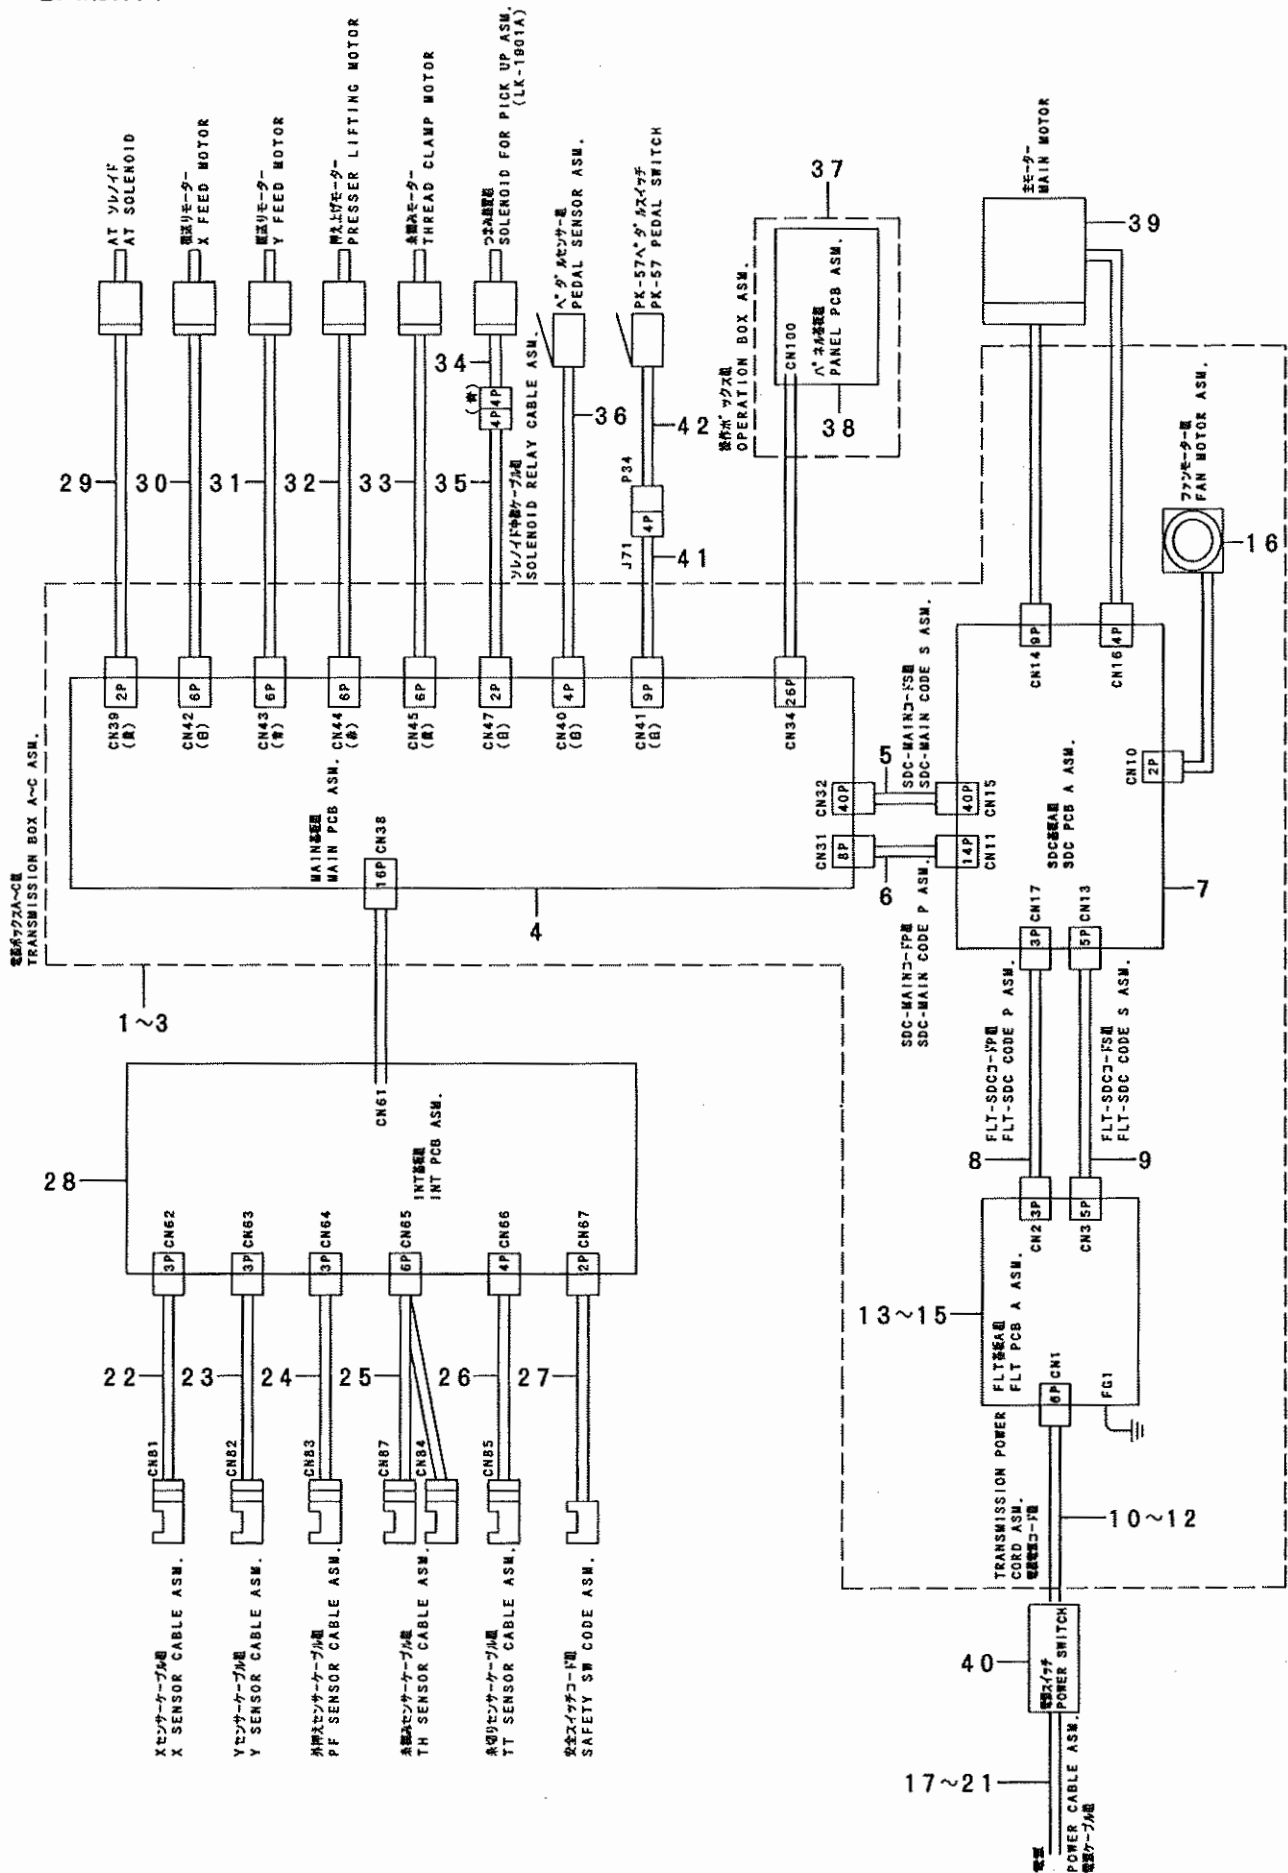 AT ソレノイド
AT SOLENOID
横送りモーター
X FEED MOTOR
縦送りモーター
Y FEED MOTOR
押え上げモーター
PRESSER LIFTING MOTOR
糸掴みモーター
THREAD CLAMP MOTOR
つまみ装置組
SOLENOID FOR PICK UP ASM.
(LK-1901A)
ペダルセンサー組
PEDAL SENSOR ASM.
PK-57ペダルスイッチ
PK-57 PEDAL SWITCH
29
30
31
32
33
34
35
36
42
41
(青)
4P 4P
ソレノイド中継ケーブル組
SOLENOID RELAY CABLE ASM.
J71
4P
P34
37
操作ボックス組
OPERATION BOX ASM.
CN100
パネル基板組
PANEL PCB ASM.
38
主モーター
MAIN MOTOR
39
ファンモーター組
FAN MOTOR ASM.
16
電装ボックスA~C組
TRANSMISSION BOX A~C ASM.
1~3
CN39 2P
CN42 6P
(白)
CN43 6P
(青)
CN44 6P
(赤)
CN45 6P
CN47 2P
(白)
CN40 4P
(白)
CN41 9P
(白)
CN34 26P
MAIN基板組
MAIN PCB ASM.
16P CN38
4
CN31 8P
CN32 40P
5
SDC-MAINコードS組
SDC-MAIN CODE S ASM.
6
SDC-MAINコードP組
SDC-MAIN CODE P ASM.
14P CN11
40P CN15
CN14 9P
CN16 4P
CN10 2P
SDC基板A組
SDC PCB A ASM.
7
3P CN17
5P CN13
FLT-SDCコードP組
FLT-SDC CODE P ASM.
8
FLT-SDCコードS組
FLT-SDC CODE S ASM.
9
CN2 3P
CN3 5P
13~15
FLT基板A組
FLT PCB A ASM.
6P CN1
FG1
TRANSMISSION POWER
CORD ASM.
電装電源コード組
10~12
40
電源スイッチ
POWER SWITCH
17~21
電源
POWER CABLE ASM.
電源ケーブル組
CN61
INT基板組
INT PCB ASM.
28
3P CN62
3P CN63
3P CN64
6P CN65
4P CN66
2P CN67
22
23
24
25
26
27
CN81
CN82
CN83
CN87
CN84
CN85
Xセンサーケーブル組
X SENSOR CABLE ASM.
Yセンサーケーブル組
Y SENSOR CABLE ASM.
外押えセンサーケーブル組
PF SENSOR CABLE ASM.
糸掴みセンサケーブル組
TH SENSOR CABLE ASM.
糸切りセンサケーブル組
TT SENSOR CABLE ASM.
安全スイッチコード組
SAFETY SW CODE ASM.